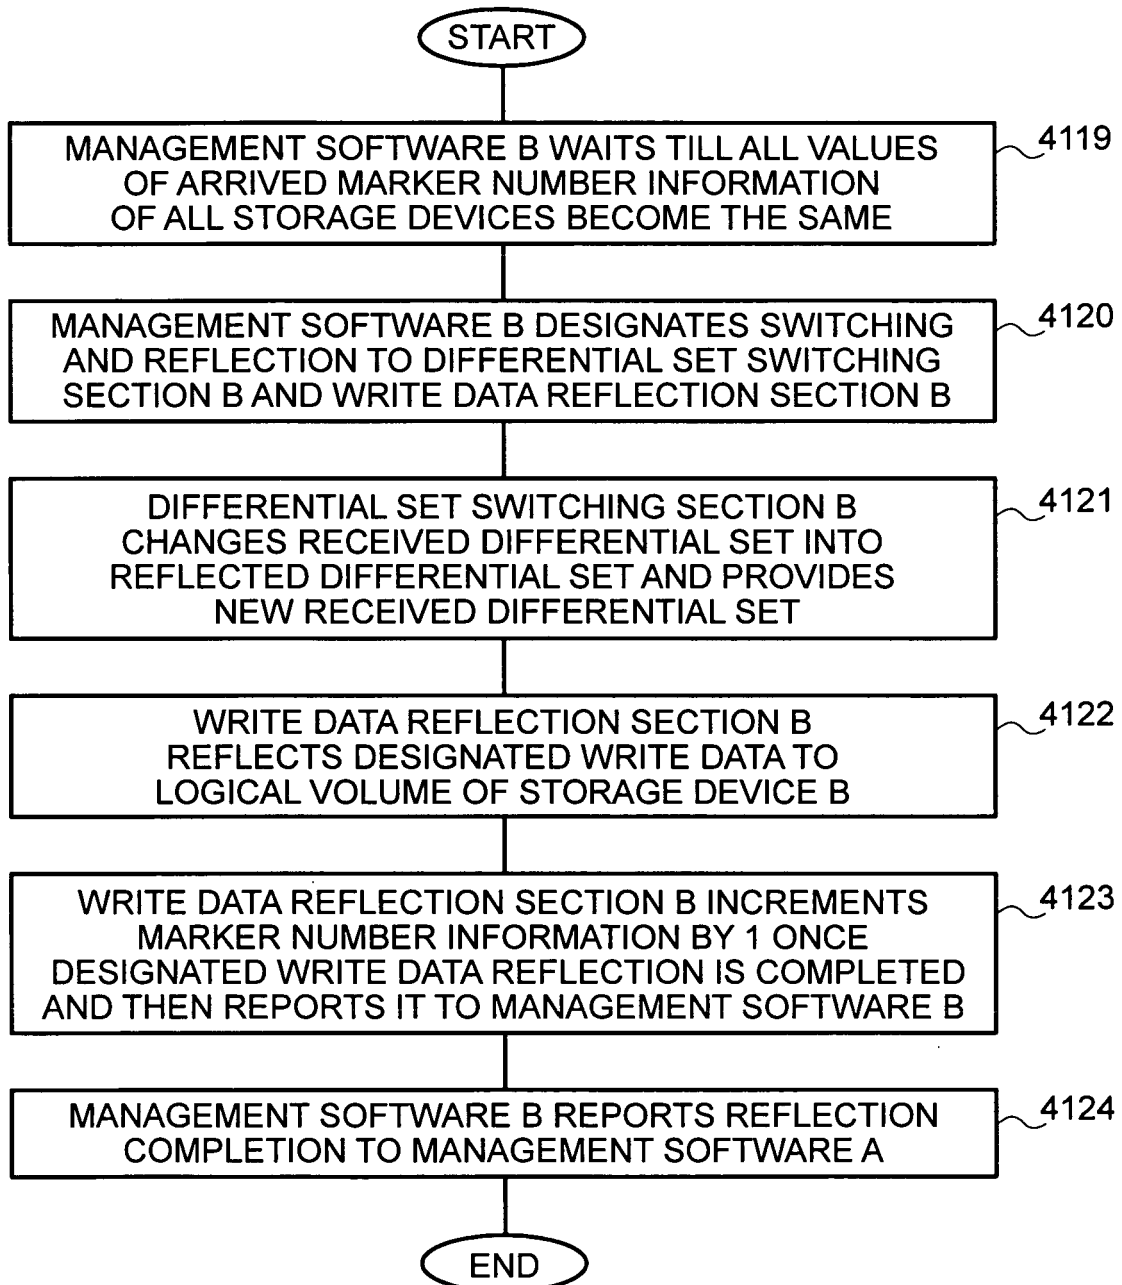 START
MANAGEMENT SOFTWARE B WAITS TILL ALL VALUES
OF ARRIVED MARKER NUMBER INFORMATION
OF ALL STORAGE DEVICES BECOME THE SAME
4119
MANAGEMENT SOFTWARE B DESIGNATES SWITCHING
AND REFLECTION TO DIFFERENTIAL SET SWITCHING
SECTION B AND WRITE DATA REFLECTION SECTION B
4120
DIFFERENTIAL SET SWITCHING SECTION B
CHANGES RECEIVED DIFFERENTIAL SET INTO
REFLECTED DIFFERENTIAL SET AND PROVIDES
NEW RECEIVED DIFFERENTIAL SET
4121
WRITE DATA REFLECTION SECTION B
REFLECTS DESIGNATED WRITE DATA TO
LOGICAL VOLUME OF STORAGE DEVICE B
4122
WRITE DATA REFLECTION SECTION B INCREMENTS
MARKER NUMBER INFORMATION BY 1 ONCE
DESIGNATED WRITE DATA REFLECTION IS COMPLETED
AND THEN REPORTS IT TO MANAGEMENT SOFTWARE B
4123
MANAGEMENT SOFTWARE B REPORTS REFLECTION
COMPLETION TO MANAGEMENT SOFTWARE A
4124
END